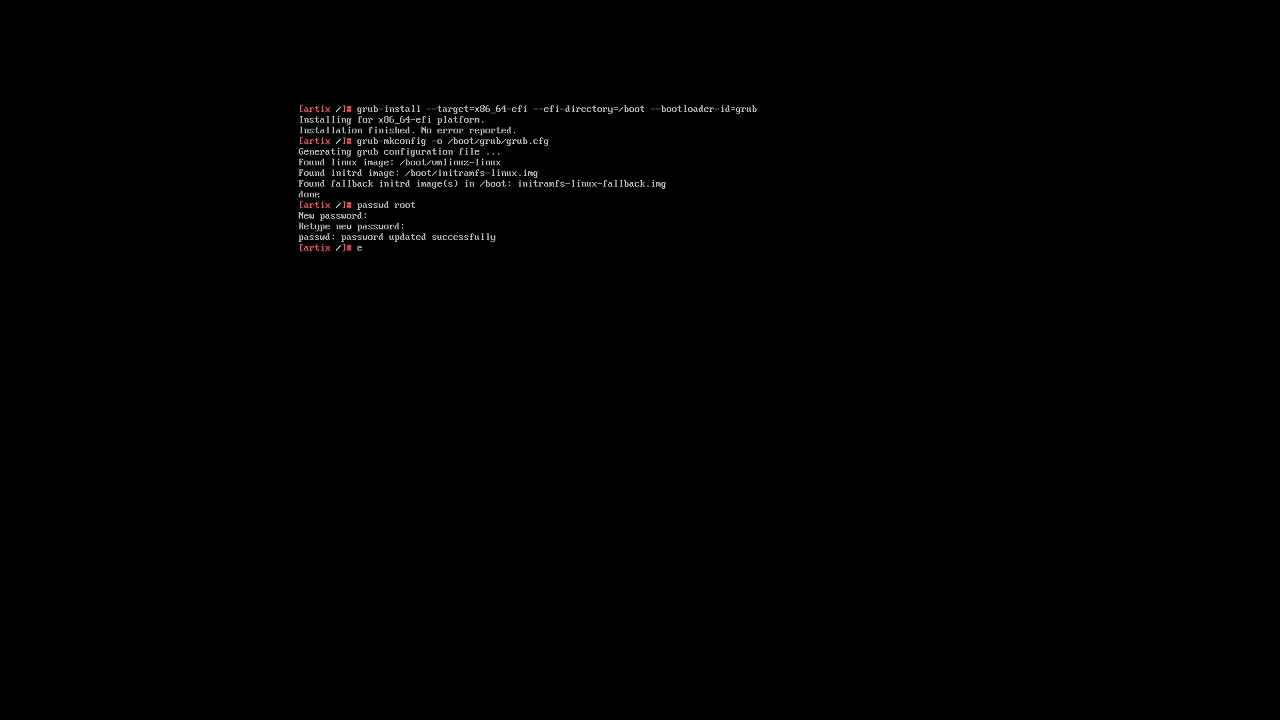 [artix /]# grub-install --target=x86_64-efi --efi-directory=/boot --bootloader-id=grub
Installing for x86_64-efi platform.
Installation finished. No error reported.
[artix /]# grub-mkconfig -o /boot/grub/grub.cfg
Generating grub configuration file ...
Found linux image: /boot/vmlinuz-linux
Found initrd image: /boot/initramfs-linux.img
Found fallback initrd image(s) in /boot: initramfs-linux-fallback.img
done
[artix /]# passwd root
New password:
Retype new password:
passwd: password updated successfully
[artix /]# e